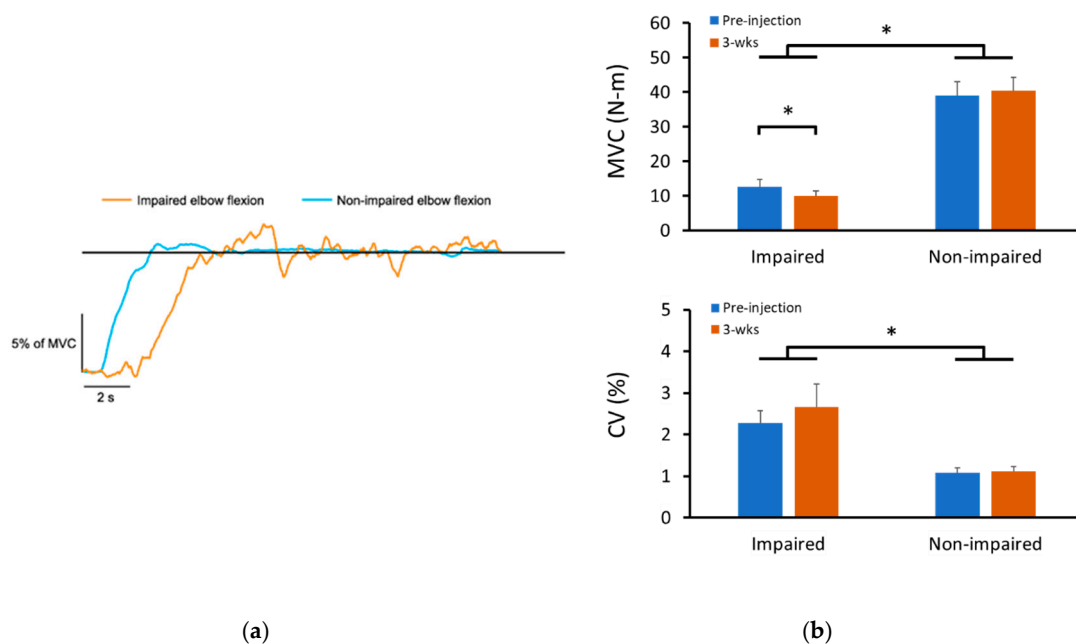 Impaired elbow flexion
Non-impaired elbow flexion
5% of MVC
2 s
(a)
Pre-injection
3-wks
MVC (N-m)
60
50
40
30
20
10
0
*
*
Impaired
Non-impaired
Pre-injection
3-wks
CV (%)
5
4
3
2
1
0
*
Impaired
Non-impaired
(b)